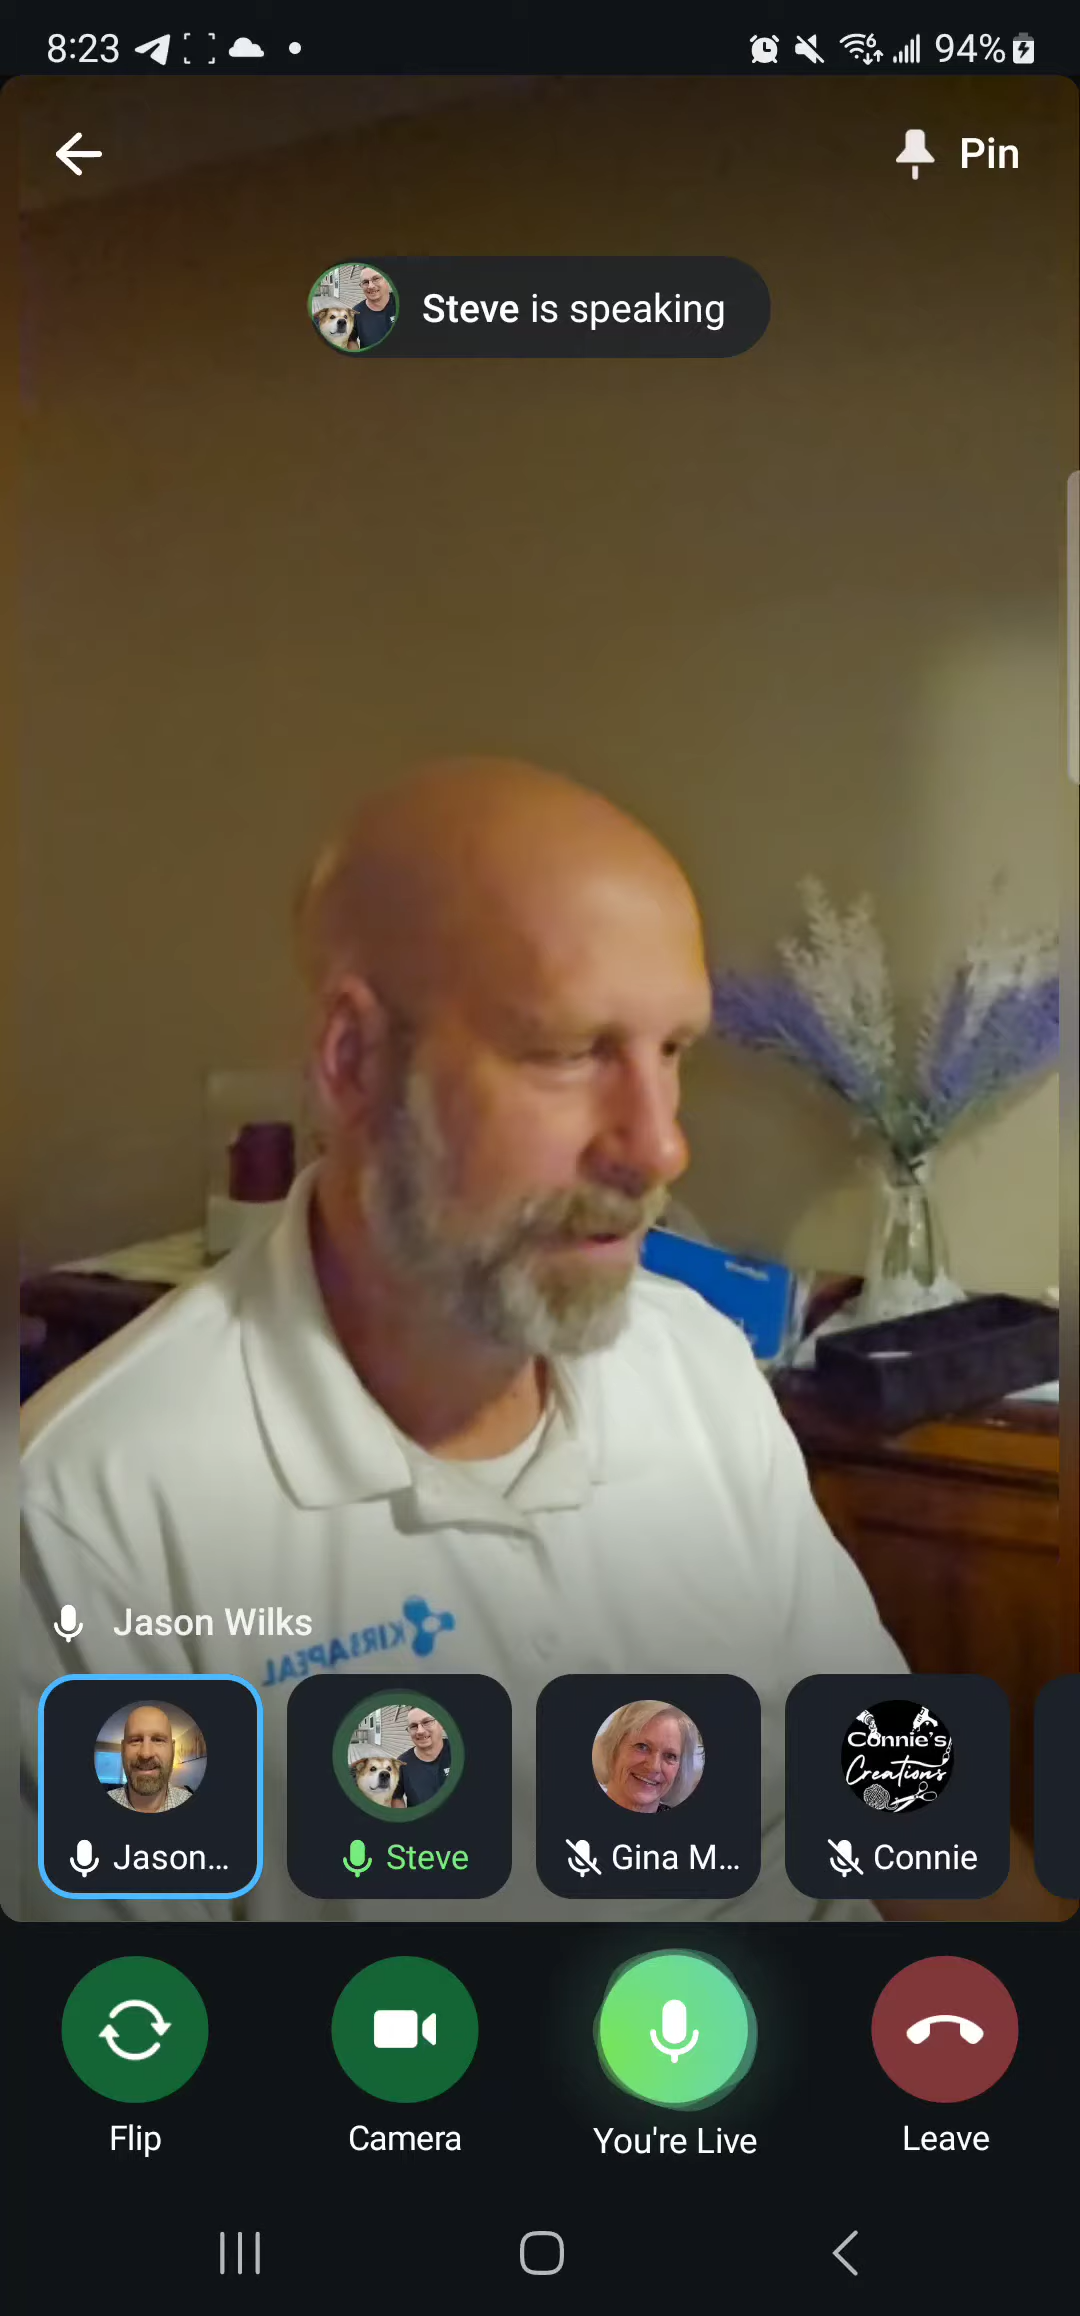 8:23
94%
Pin
Steve is speaking
Jason Wilks
KIRSAPEAL
Jason...
Steve
Gina M...
Connie's
Creations
Connie
Flip
Camera
You're Live
Leave